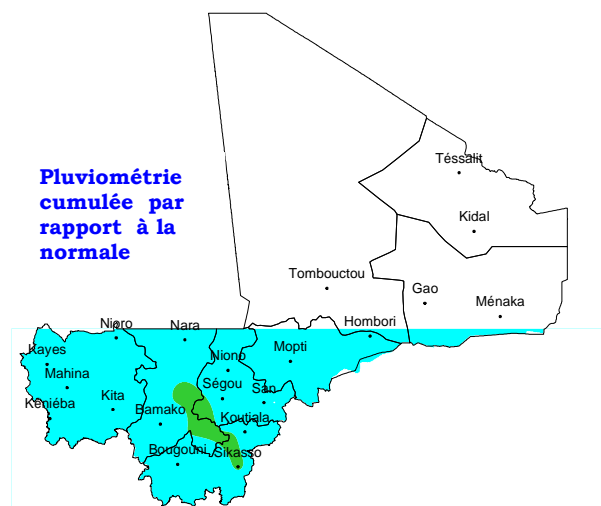 Pluviométrie
cumulée par
rapport à la
normale
Téssalit
Kidal
Tombouctou
Gao
Ménaka
Hombori
Nioro
Nara
Mopti
Kayes
Niono
Mahina
Ségou
San
Kita
Kéniéba
Bamako
Koutiala
Bougouni
Sikasso